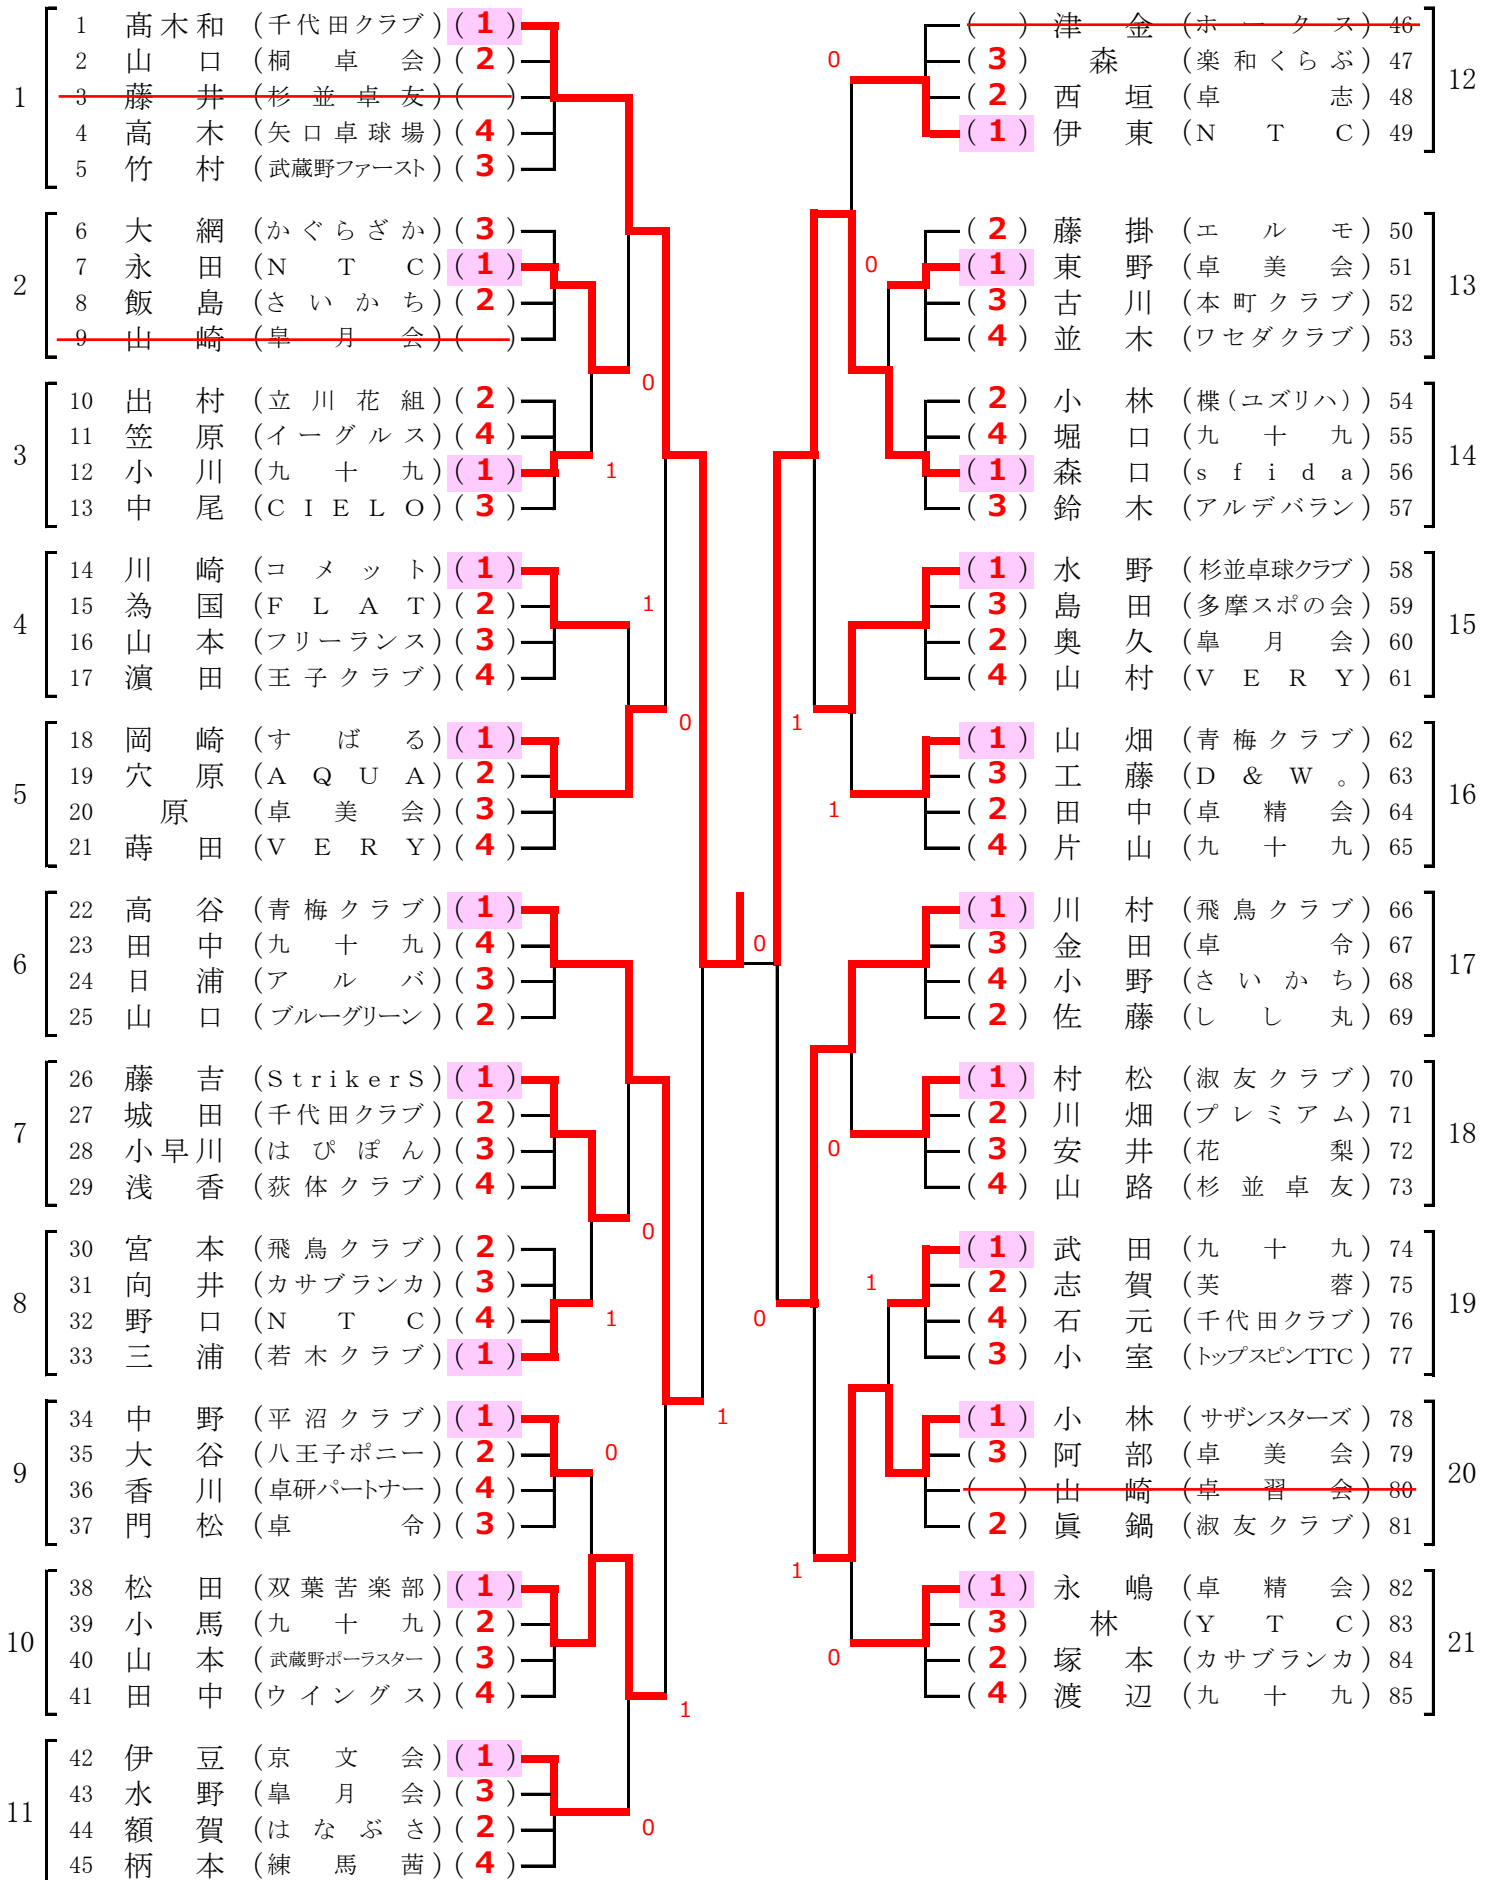 1
1 髙木和 (千代田クラブ) (1)
2 山口 (桐卓会) (2)
3 藤井 (杉並卓友) ( )
4 高木 (矢口卓球場) (4)
5 竹村 (武蔵野ファースト) (3)
2
6 大網 (かぐらざか) (3)
7 永田 (NTC) (1)
8 飯島 (さいかち) (2)
9 山崎 (皐月会) ( )
0
3
10 出村 (立川花組) (2)
11 笠原 (イーグルス) (4)
12 小川 (九十九) (1)
13 中尾 (CIELO) (3)
1
4
14 川崎 (コメット) (1)
15 為国 (FLAT) (2)
16 山本 (フリーランス) (3)
17 濵田 (王子クラブ) (4)
1
5
18 岡崎 (すばる) (1)
19 穴原 (AQUA) (2)
20 原 (卓美会) (3)
21 蒔田 (VERY) (4)
0
6
22 高谷 (青梅クラブ) (1)
23 田中 (九十九) (4)
24 日浦 (アルバ) (3)
25 山口 (ブルーグリーン) (2)
0
7
26 藤吉 (StrikerS) (1)
27 城田 (千代田クラブ) (2)
28 小早川 (はぴぽん) (3)
29 浅香 (荻体クラブ) (4)
0
8
30 宮本 (飛鳥クラブ) (2)
31 向井 (カサブランカ) (3)
32 野口 (NTC) (4)
33 三浦 (若木クラブ) (1)
1
9
34 中野 (平沼クラブ) (1)
35 大谷 (八王子ポニー) (2)
36 香川 (卓研パートナー) (4)
37 門松 (卓令) (3)
1
0
10
38 松田 (双葉苦楽部) (1)
39 小馬 (九十九) (2)
40 山本 (武蔵野ポーラスター) (3)
41 田中 (ウイングス) (4)
1
11
42 伊豆 (京文会) (1)
43 水野 (皐月会) (3)
44 額賀 (はなぶさ) (2)
45 柄本 (練馬茜) (4)
0
12
( ) 津金 (ホークス) 46
(3) 森 (楽和くらぶ) 47
(2) 西垣 (卓志) 48
(1) 伊東 (NTC) 49
0
13
(2) 藤掛 (エルモ) 50
(1) 東野 (卓美会) 51
(3) 古川 (本町クラブ) 52
(4) 並木 (ワセダクラブ) 53
0
14
(2) 小林 (楪(ユズリハ)) 54
(4) 堀口 (九十九) 55
(1) 森口 (sfida) 56
(3) 鈴木 (アルデバラン) 57
15
(1) 水野 (杉並卓球クラブ) 58
(3) 島田 (多摩スポの会) 59
(2) 奥久 (皐月会) 60
(4) 山村 (VERY) 61
1
16
(1) 山畑 (青梅クラブ) 62
(3) 工藤 (D&W。) 63
(2) 田中 (卓精会) 64
(4) 片山 (九十九) 65
1
17
(1) 川村 (飛鳥クラブ) 66
(3) 金田 (卓令) 67
(4) 小野 (さいかち) 68
(2) 佐藤 (しし丸) 69
18
(1) 村松 (淑友クラブ) 70
(2) 川畑 (プレミアム) 71
(3) 安井 (花梨) 72
(4) 山路 (杉並卓友) 73
0
19
(1) 武田 (九十九) 74
(2) 志賀 (芙蓉) 75
(4) 石元 (千代田クラブ) 76
(3) 小室 (トップスピンTTC) 77
1
0
20
(1) 小林 (サザンスターズ) 78
(3) 阿部 (卓美会) 79
( ) 山崎 (卓習会) 80
(2) 眞鍋 (淑友クラブ) 81
1
21
(1) 永嶋 (卓精会) 82
(3) 林 (YTC) 83
(2) 塚本 (カサブランカ) 84
(4) 渡辺 (九十九) 85
0